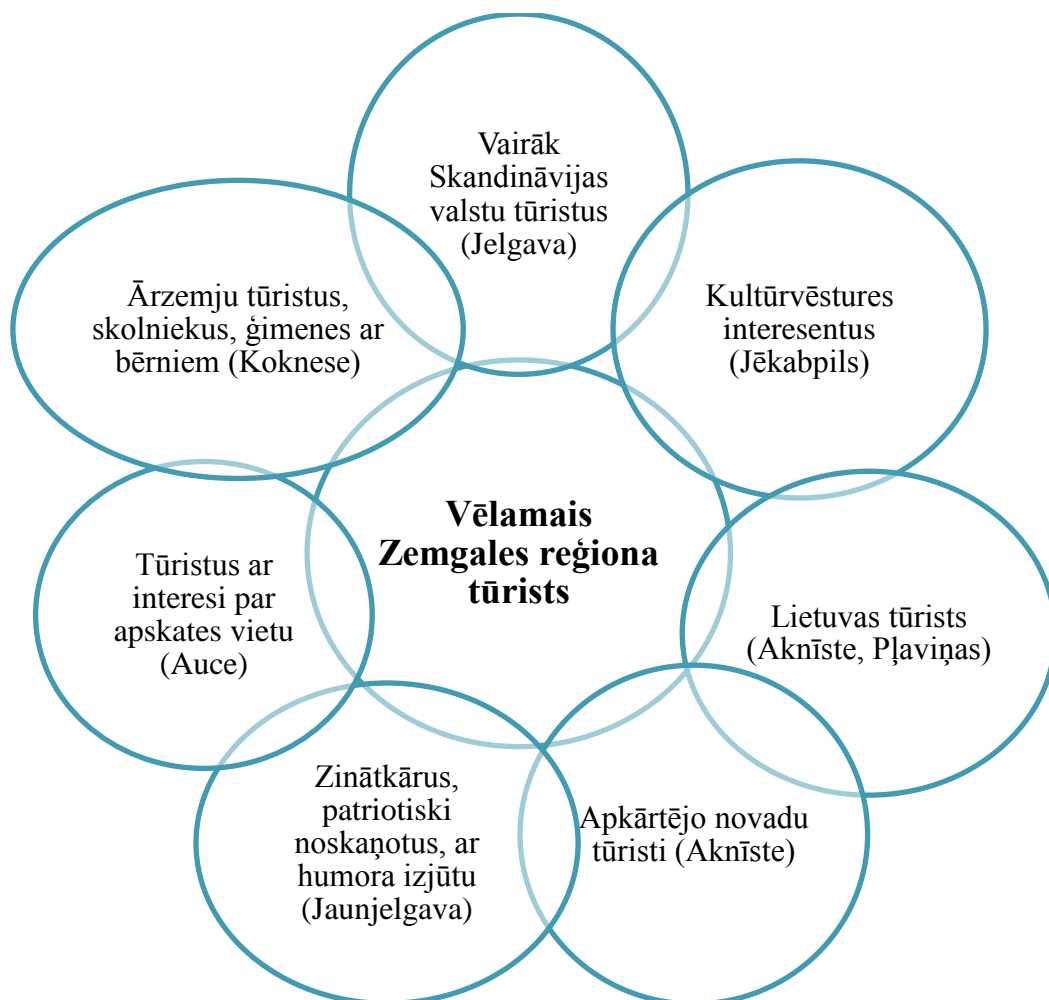 Vairāk
Skandināvijas
valstu tūristus
(Jelgava)
Kultūrvēstures
interesentus
(Jēkabpils)
Lietuvas tūrists
(Aknīste, Pļaviņas)
Apkārtējo novadu
tūristi (Aknīste)
Zinātkārus,
patriotiski
noskaņotus, ar
humora izjūtu
(Jaunjelgava)
Tūristus ar
interesi par
apskates vietu
(Auce)
Ārzemju tūristus,
skolniekus, ģimenes ar
bērniem (Koknese)
Vēlamais
Zemgales reģiona
tūrists